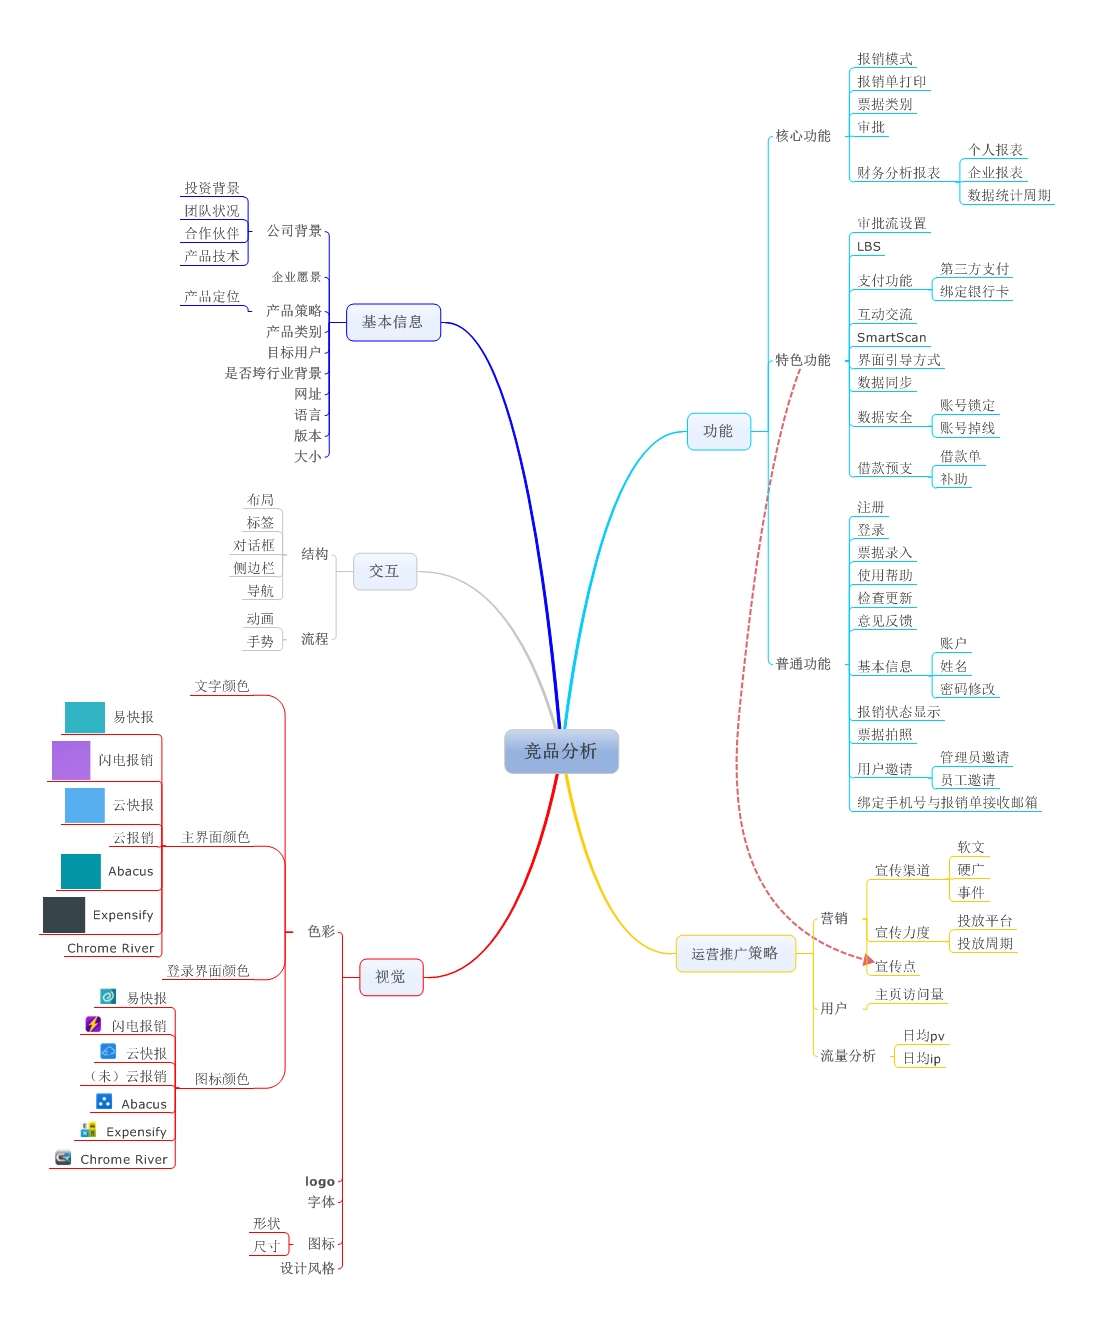 竞品分析
基本信息
公司背景
投资背景
团队状况
合作伙伴
产品技术
企业愿景
产品策略
产品定位
产品类别
目标用户
是否垮行业背景
网址
语言
版本
大小
交互
结构
布局
标签
对话框
侧边栏
导航
流程
动画
手势
视觉
色彩
文字颜色
主界面颜色
易快报
闪电报销
云快报
云报销
Abacus
Expensify
Chrome River
登录界面颜色
图标颜色
易快报
闪电报销
云快报
（未）云报销
Abacus
Expensify
Chrome River
logo
字体
图标
形状
尺寸
设计风格
功能
核心功能
报销模式
报销单打印
票据类别
审批
财务分析报表
个人报表
企业报表
数据统计周期
特色功能
审批流设置
LBS
支付功能
第三方支付
绑定银行卡
互动交流
SmartScan
界面引导方式
数据同步
数据安全
账号锁定
账号掉线
借款预支
借款单
补助
普通功能
注册
登录
票据录入
使用帮助
检查更新
意见反馈
基本信息
账户
姓名
密码修改
报销状态显示
票据拍照
用户邀请
管理员邀请
员工邀请
绑定手机号与报销单接收邮箱
运营推广策略
营销
宣传渠道
软文
硬广
事件
宣传力度
投放平台
投放周期
宣传点
用户
主页访问量
流量分析
日均pv
日均ip